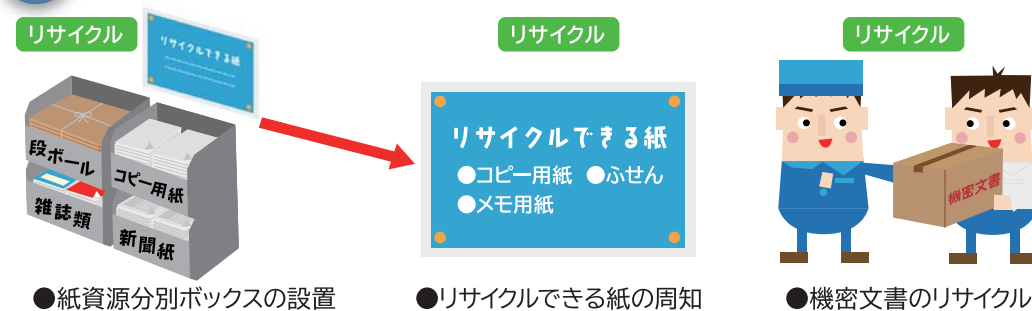 リサイクル
リサイクルできる紙
段ボール
コピー用紙
雑誌類
新聞紙
●紙資源分別ボックスの設置
リサイクル
リサイクルできる紙
●コピー用紙 ●ふせん
●メモ用紙
●リサイクルできる紙の周知
リサイクル
機密文書
●機密文書のリサイクル